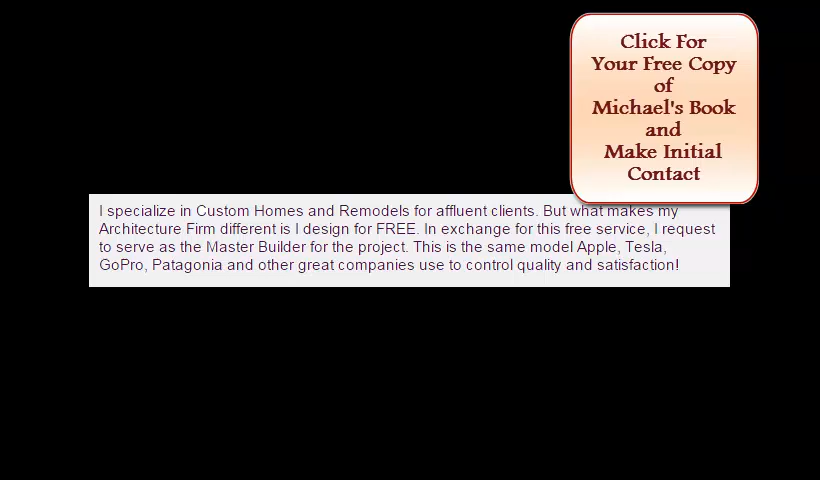 Click For
Your Free Copy
of
Michael's Book
and
Make Initial
Contact
I specialize in Custom Homes and Remodels for affluent clients. But what makes my
Architecture Firm different is I design for FREE. In exchange for this free service, I request
to serve as the Master Builder for the project. This is the same model Apple, Tesla,
GoPro, Patagonia and other great companies use to control quality and satisfaction!